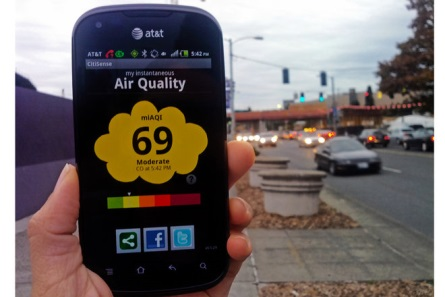 at&t
AT&T 5:42 PM
CitiSense
my instantaneous
Air Quality
miAQI
69
Moderate
CO at 5:42 PM
?
f